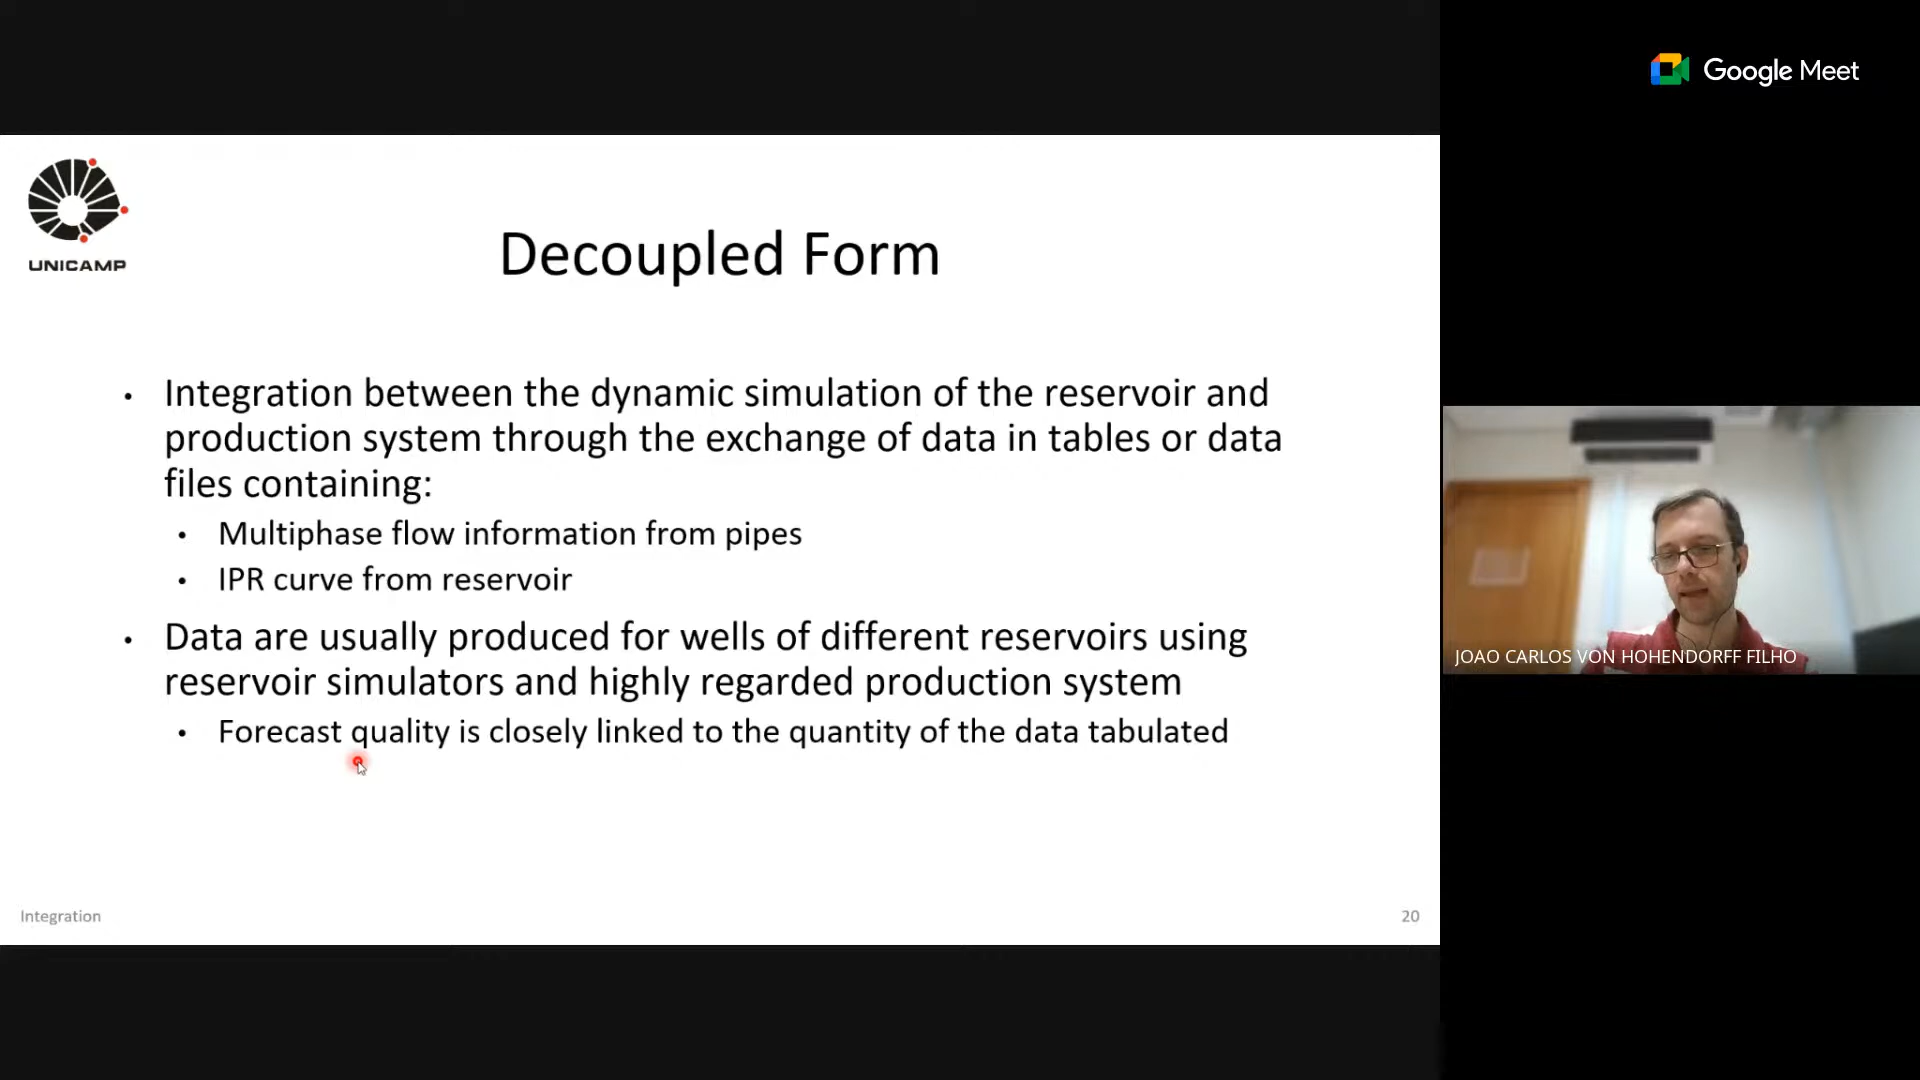 Google Meet
UNICAMP
Decoupled Form
• Integration between the dynamic simulation of the reservoir and
production system through the exchange of data in tables or data
files containing:
• Multiphase flow information from pipes
• IPR curve from reservoir
• Data are usually produced for wells of different reservoirs using
reservoir simulators and highly regarded production system
• Forecast quality is closely linked to the quantity of the data tabulated
Integration
20
JOAO CARLOS VON HOHENDORFF FILHO